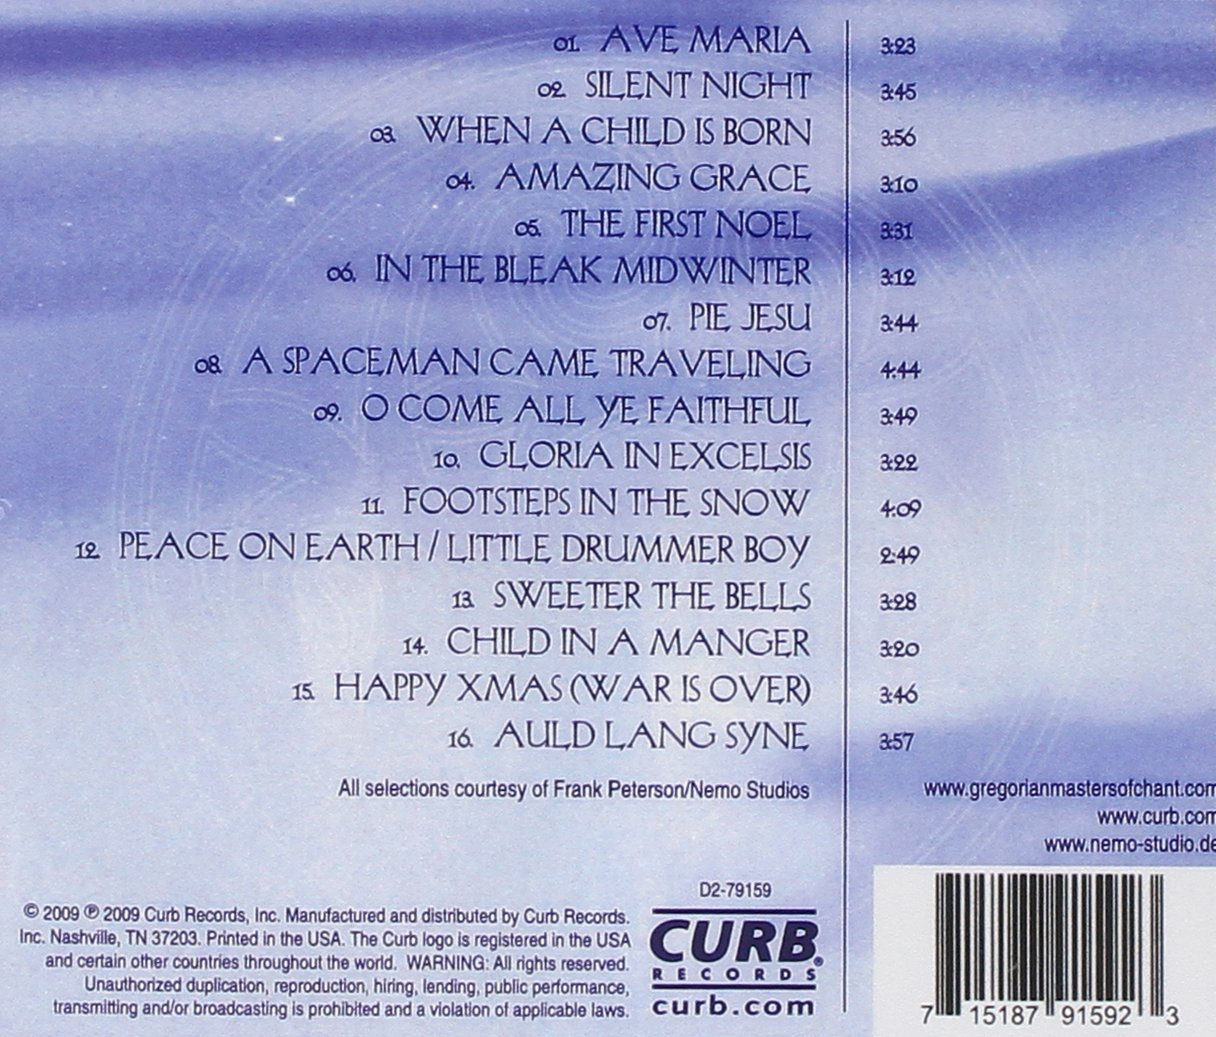 01. AVE MARIA 3:23
02. SILENT NIGHT 3:45
03. WHEN A CHILD IS BORN 3:56
04. AMAZING GRACE 3:10
05. THE FIRST NOEL 3:31
06. IN THE BLEAK MIDWINTER 3:12
07. PIE JESU 3:44
08. A SPACEMAN CAME TRAVELING 4:44
09. O COME ALL YE FAITHFUL 3:49
10. GLORIA IN EXCELSIS 3:22
11. FOOTSTEPS IN THE SNOW 4:09
12. PEACE ON EARTH / LITTLE DRUMMER BOY 2:49
13. SWEETER THE BELLS 3:28
14. CHILD IN A MANGER 3:20
15. HAPPY XMAS (WAR IS OVER) 3:46
16. AULD LANG SYNE 3:57
All selections courtesy of Frank Peterson/Nemo Studios
www.gregorianmastersofchant.com
www.curb.com
www.nemo-studio.de
© 2009 ℗ 2009 Curb Records, Inc. Manufactured and distributed by Curb Records.
Inc. Nashville, TN 37203. Printed in the USA. The Curb logo is registered in the USA
and certain other countries throughout the world. WARNING: All rights reserved.
Unauthorized duplication, reproduction, hiring, lending, public performance,
transmitting and/or broadcasting is prohibited and a violation of applicable laws.
D2-79159
CURB®
RECORDS
curb.com
7 15187 91592 3